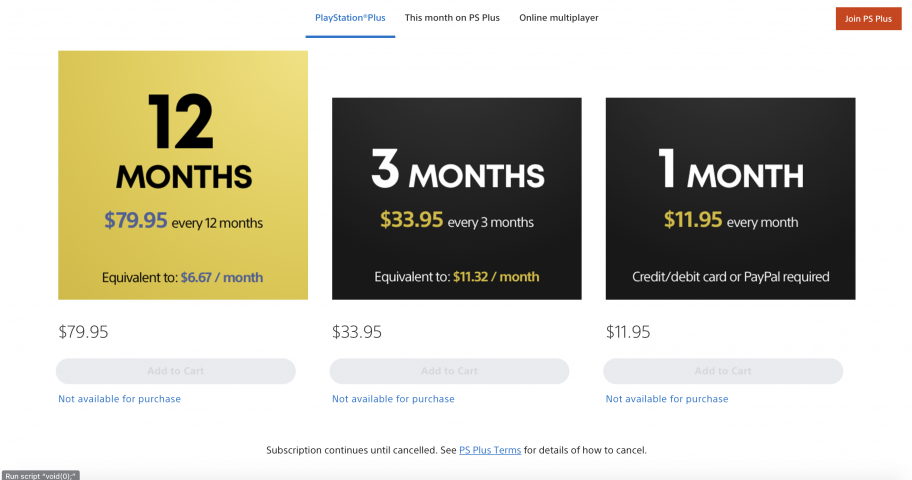 PlayStation®Plus
This month on PS Plus
Online multiplayer
Join PS Plus
12
MONTHS
$79.95 every 12 months
Equivalent to: $6.67 / month
3 MONTHS
$33.95 every 3 months
Equivalent to: $11.32 / month
1 MONTH
$11.95 every month
Credit/debit card or PayPal required
$79.95
Add to Cart
Not available for purchase
$33.95
Add to Cart
Not available for purchase
$11.95
Add to Cart
Not available for purchase
Subscription continues until cancelled. See PS Plus Terms for details of how to cancel.
Run script "void(0);"